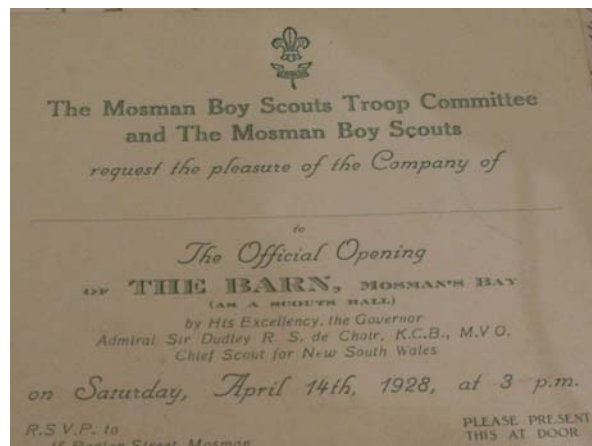 The Mosman Boy Scouts Troop Committee
and The Mosman Boy Scouts
request the pleasure of the Company of
to
The Official Opening
OF THE BARN, MOSMAN'S BAY
(AS A SCOUTS HALL)
by His Excellency, the Governor
Admiral Sir Dudley R. S. de Chair, K.C.B., M.V.O.
Chief Scout for New South Wales
on Saturday, April 14th, 1928, at 3 p.m.
R.S.V.P. to
PLEASE PRESENT
THIS AT DOOR
Street, Mosman